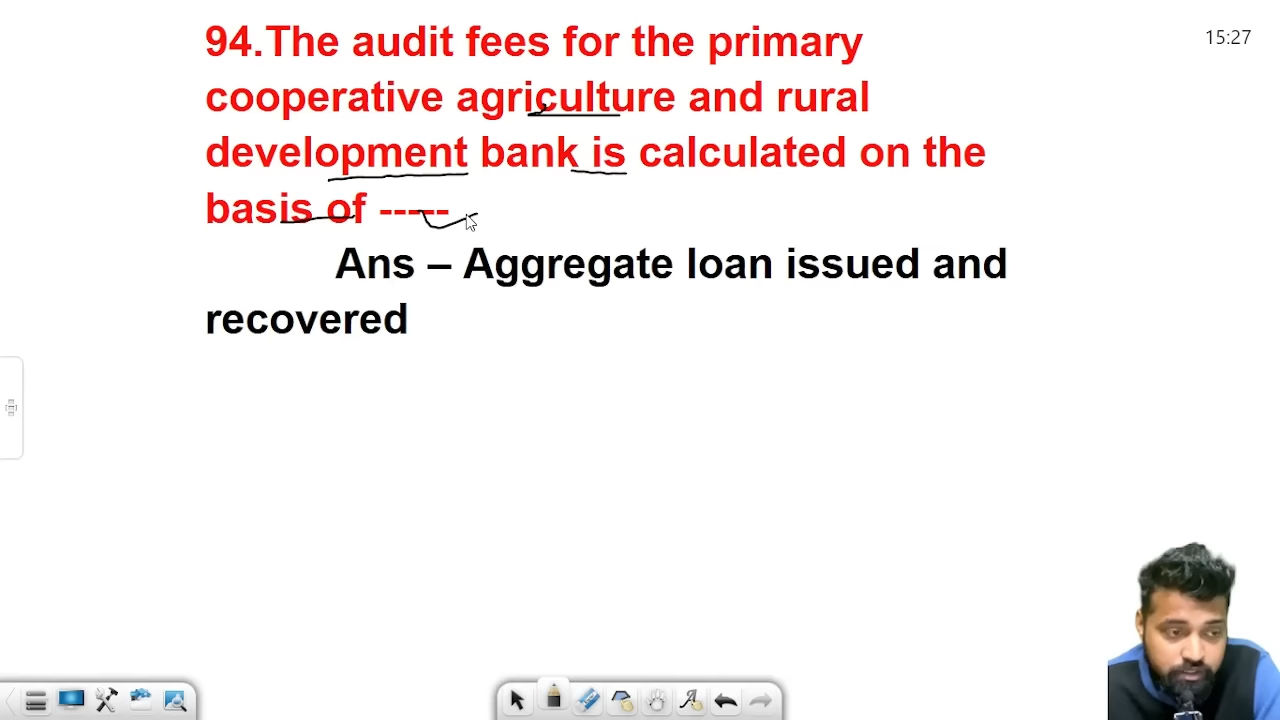 15:27
94.The audit fees for the primary
cooperative agriculture and rural
development bank is calculated on the
basis of -----
Ans – Aggregate loan issued and
recovered